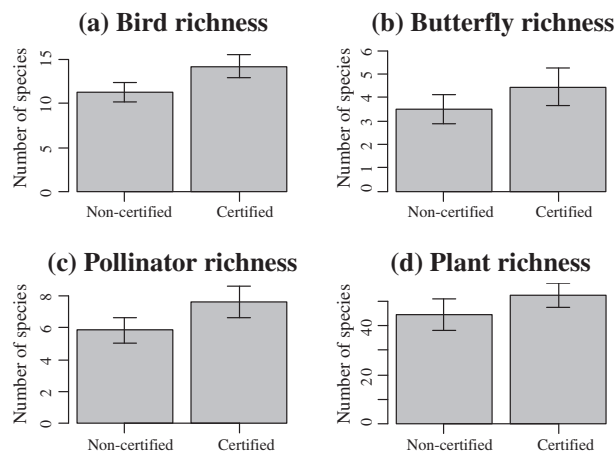 (a) Bird richness
Number of species
0
5
10
15
Non-certified Certified
(b) Butterfly richness
Number of species
0
1
2
3
4
5
6
Non-certified Certified
(c) Pollinator richness
Number of species
0
2
4
6
8
Non-certified Certified
(d) Plant richness
Number of species
0
20
40
Non-certified Certified